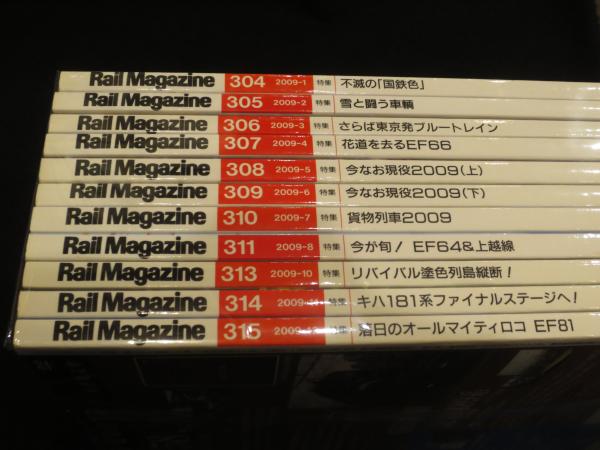 Rail Magazine 304 2009-1 特集 不滅の「国鉄色」
Rail Magazine 305 2009-2 特集 雪と闘う車輌
Rail Magazine 306 2009-3 特集 さらば東京発ブルートレイン
Rail Magazine 307 2009-4 特集 花道を去るEF66
Rail Magazine 308 2009-5 特集 今なお現役2009(上)
Rail Magazine 309 2009-6 特集 今なお現役2009(下)
Rail Magazine 310 2009-7 特集 貨物列車2009
Rail Magazine 311 2009-8 特集 今が旬! EF64&上越線
Rail Magazine 313 2009-10 特集 リバイバル塗色列島縦断!
Rail Magazine 314 2009-11 特集 キハ181系ファイナルステージへ!
Rail Magazine 315 特集 落日のオールマイティロコ EF81